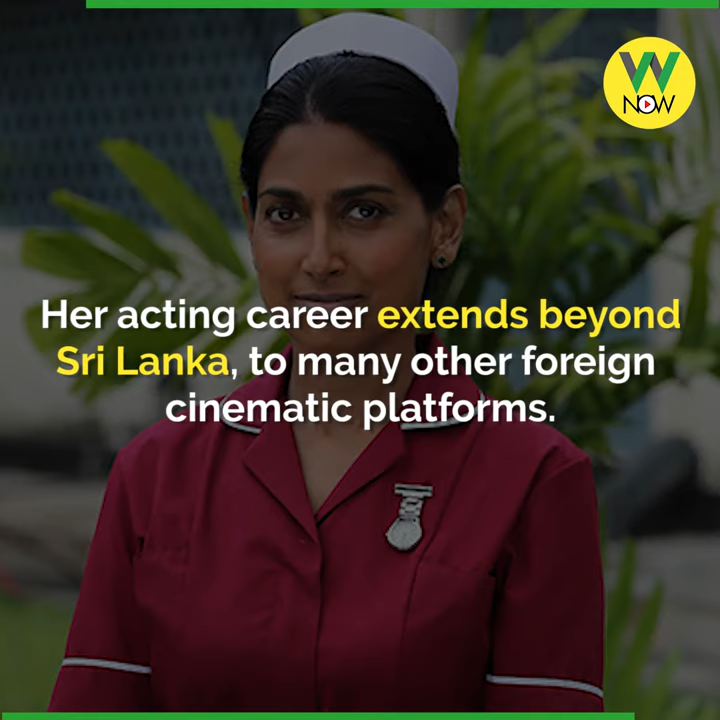 W
NOW
Her acting career extends beyond
Sri Lanka, to many other foreign
cinematic platforms.